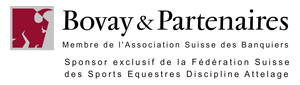 Bovay & Partenaires
Membre de l'Association Suisse des Banquiers
Sponsor exclusif de la Fédération Suisse
des Sports Equestres Discipline Attelage